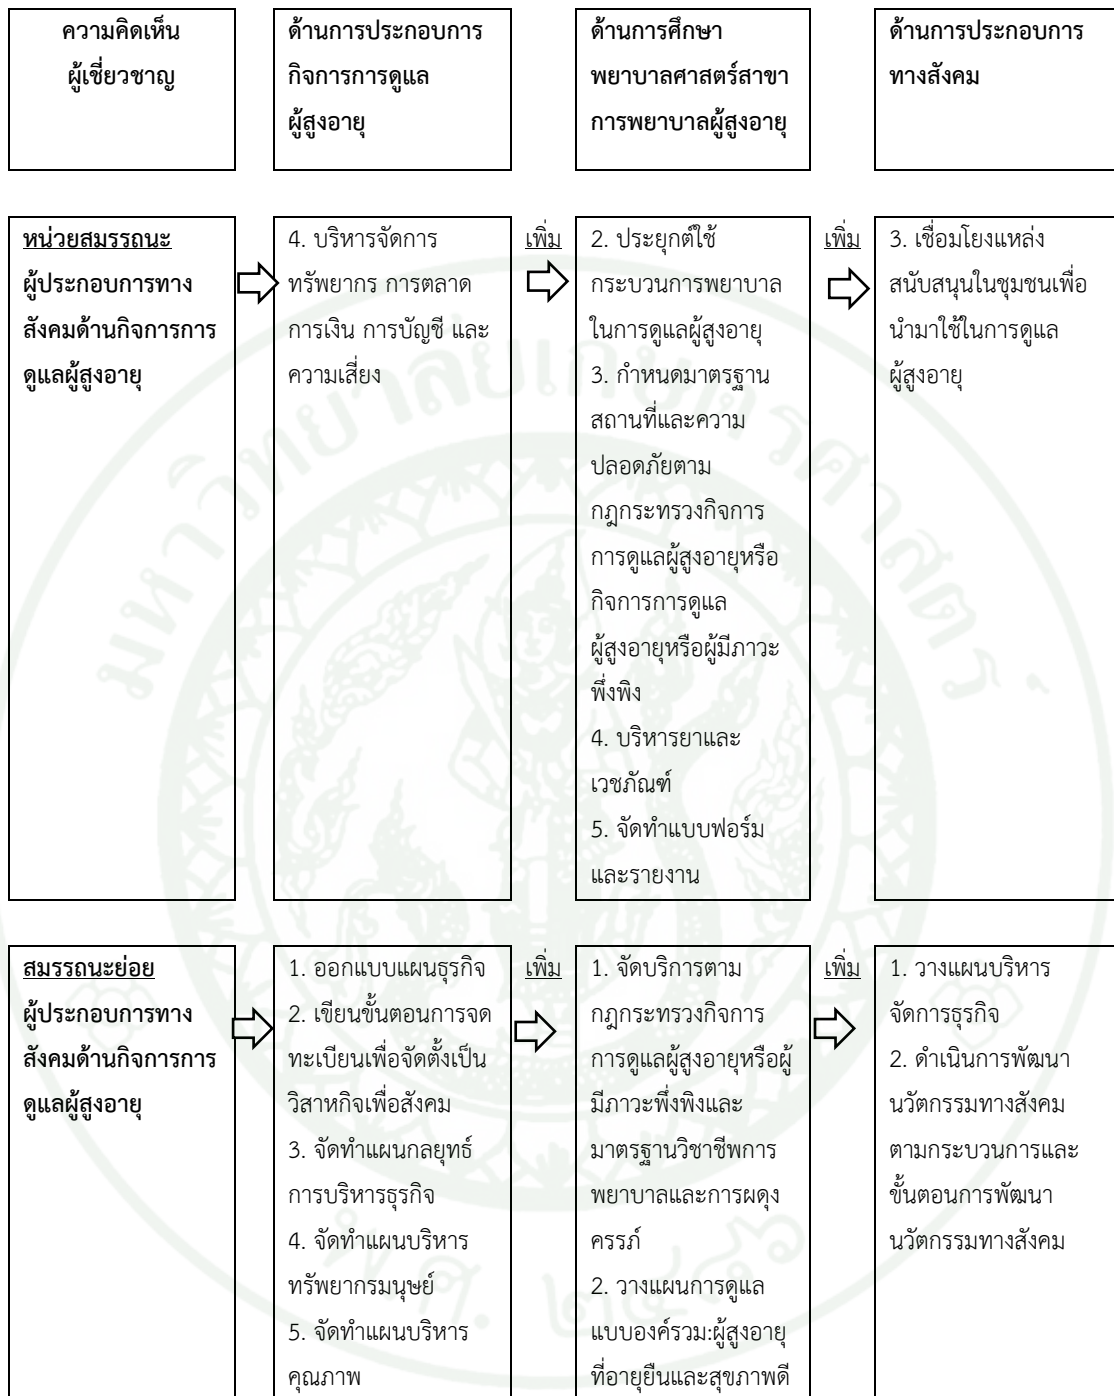 ความคิดเห็น
ผู้เชี่ยวชาญ
ด้านการประกอบการ
กิจการการดูแล
ผู้สูงอายุ
ด้านการศึกษา
พยาบาลศาสตร์สาขา
การพยาบาลผู้สูงอายุ
ด้านการประกอบการ
ทางสังคม
หน่วยสมรรถนะ
ผู้ประกอบการทาง
สังคมด้านกิจการการ
ดูแลผู้สูงอายุ
4. บริหารจัดการ
ทรัพยากร การตลาด
การเงิน การบัญชี และ
ความเสี่ยง
เพิ่ม
2. ประยุกต์ใช้
กระบวนการพยาบาล
ในการดูแลผู้สูงอายุ
3. กำหนดมาตรฐาน
สถานที่และความ
ปลอดภัยตาม
กฎกระทรวงกิจการ
การดูแลผู้สูงอายุหรือ
กิจการการดูแล
ผู้สูงอายุหรือผู้มีภาวะ
พึ่งพิง
4. บริหารยาและ
เวชภัณฑ์
5. จัดทำแบบฟอร์ม
และรายงาน
เพิ่ม
3. เชื่อมโยงแหล่ง
สนับสนุนในชุมชนเพื่อ
นำมาใช้ในการดูแล
ผู้สูงอายุ
สมรรถนะย่อย
ผู้ประกอบการทาง
สังคมด้านกิจการการ
ดูแลผู้สูงอายุ
1. ออกแบบแผนธุรกิจ
2. เขียนขั้นตอนการจด
ทะเบียนเพื่อจัดตั้งเป็น
วิสาหกิจเพื่อสังคม
3. จัดทำแผนกลยุทธ์
การบริหารธุรกิจ
4. จัดทำแผนบริหาร
ทรัพยากรมนุษย์
5. จัดทำแผนบริหาร
คุณภาพ
เพิ่ม
1. จัดบริการตาม
กฎกระทรวงกิจการ
การดูแลผู้สูงอายุหรือผู้
มีภาวะพึ่งพิงและ
มาตรฐานวิชาชีพการ
พยาบาลและการผดุง
ครรภ์
2. วางแผนการดูแล
แบบองค์รวม:ผู้สูงอายุ
ที่อายุยืนและสุขภาพดี
เพิ่ม
1. วางแผนบริหาร
จัดการธุรกิจ
2. ดำเนินการพัฒนา
นวัตกรรมทางสังคม
ตามกระบวนการและ
ขั้นตอนการพัฒนา
นวัตกรรมทางสังคม
มหาวิทยาลัยเกษตรศาสตร์
พ.ศ. ๒๔๘๖